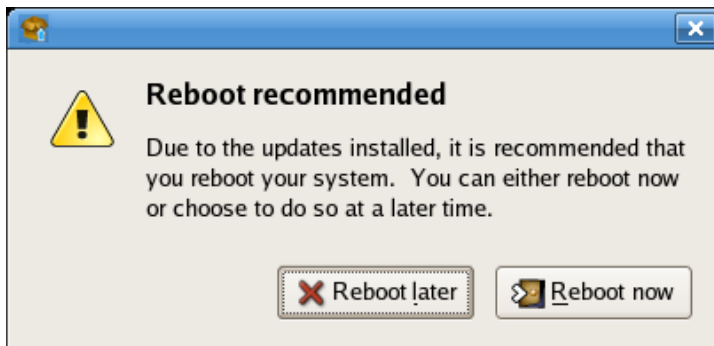 Reboot recommended
Due to the updates installed, it is recommended that
you reboot your system.  You can either reboot now
or choose to do so at a later time.
Reboot later
Reboot now